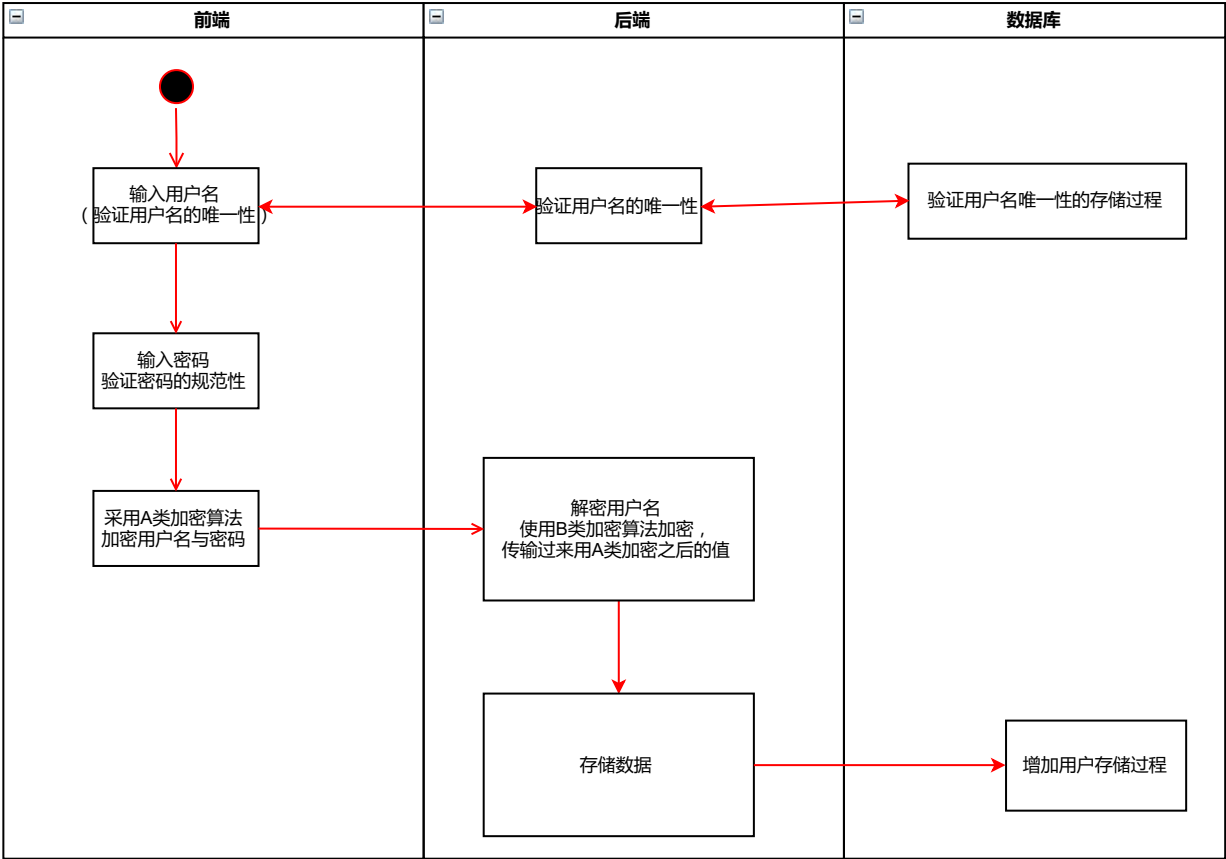 前端
后端
数据库
输入用户名
（验证用户名的唯一性）
验证用户名的唯一性
验证用户名唯一性的存储过程
输入密码
验证密码的规范性
采用A类加密算法
加密用户名与密码
解密用户名
使用B类加密算法加密，
传输过来用A类加密之后的值
存储数据
增加用户存储过程